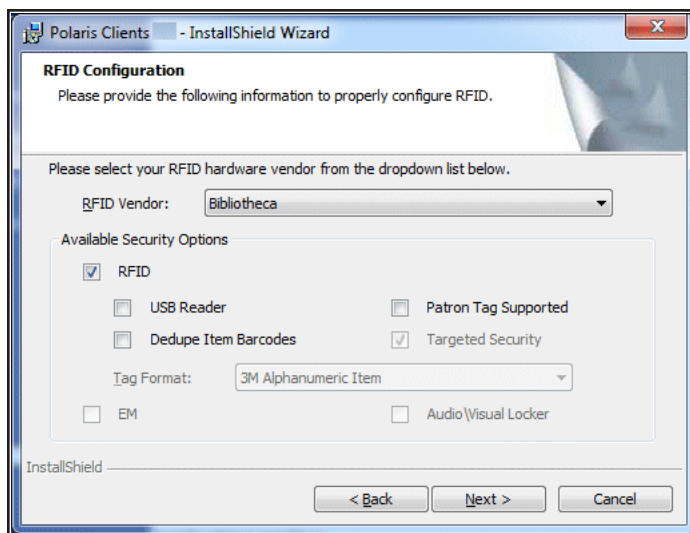 Polaris Clients - InstallShield Wizard
RFID Configuration
Please provide the following information to properly configure RFID.
Please select your RFID hardware vendor from the dropdown list below.
RFID Vendor: Bibliotheca
Available Security Options
RFID
USB Reader Patron Tag Supported
Dedupe Item Barcodes Targeted Security
Tag Format: 3M Alphanumeric Item
EM Audio\Visual Locker
InstallShield
< Back Next > Cancel